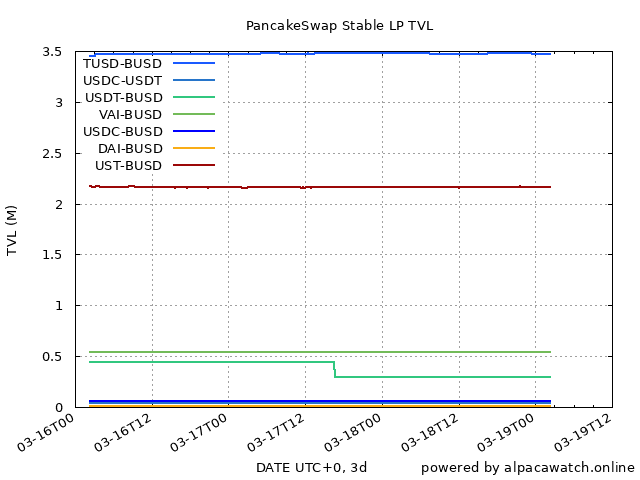 PancakeSwap Stable LP TVL
3.5
3
2.5
2
1.5
1
0.5
0
TVL (M)
TUSD-BUSD
USDC-USDT
USDT-BUSD
VAI-BUSD
USDC-BUSD
DAI-BUSD
UST-BUSD
03-16T00
03-16T12
03-17T00
03-17T12
03-18T00
03-18T12
03-19T00
03-19T12
DATE UTC+0, 3d
powered by alpacawatch.online